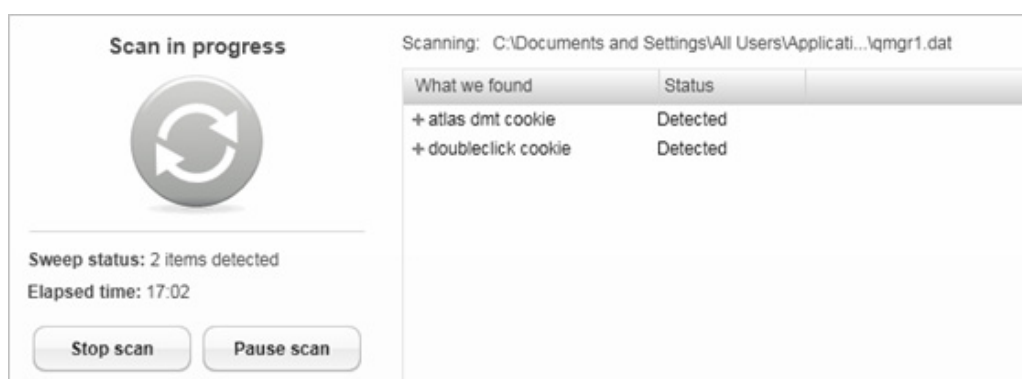 Scan in progress
Scanning: C:\Documents and Settings\All Users\Applicati...\qmgr1.dat
What we found Status
+ atlas dmt cookie Detected
+ doubleclick cookie Detected
Sweep status: 2 items detected
Elapsed time: 17:02
Stop scan Pause scan